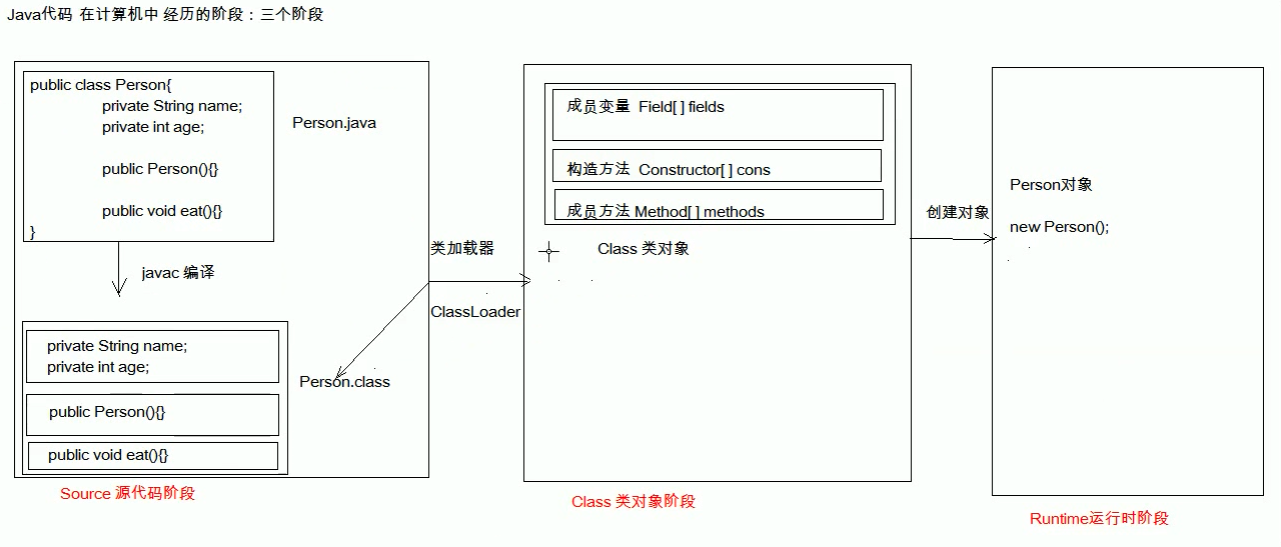 Java代码 在计算机中 经历的阶段：三个阶段
public class Person{
private String name;
private int age;
public Person(){}
public void eat(){}
}
Person.java
javac 编译
private String name;
private int age;
public Person(){}
public void eat(){}
Person.class
Source 源代码阶段
类加载器
ClassLoader
成员变量 Field[ ] fields
构造方法 Constructor[ ] cons
成员方法 Method[ ] methods
Class 类对象
Class 类对象阶段
创建对象
Person对象
new Person();
Runtime运行时阶段